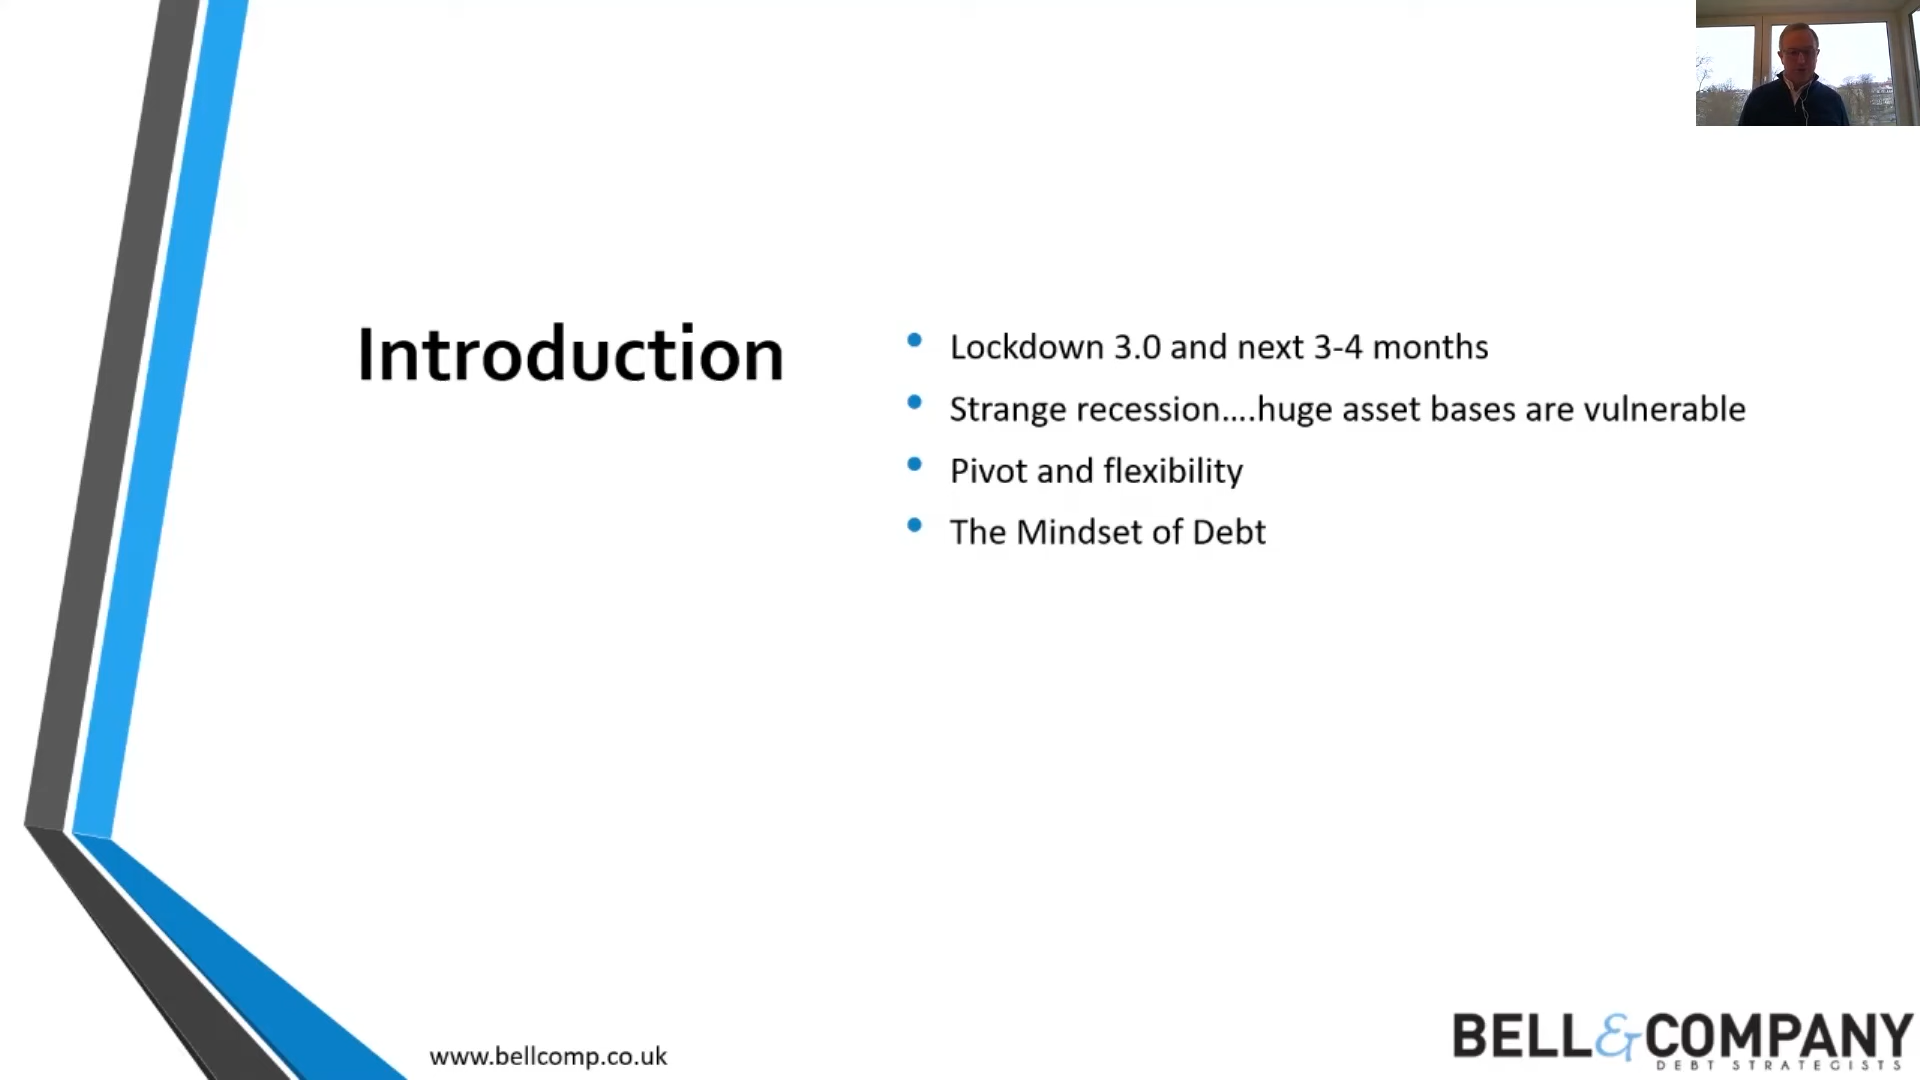 Introduction
Lockdown 3.0 and next 3-4 months
Strange recession....huge asset bases are vulnerable
Pivot and flexibility
The Mindset of Debt
www.bellcomp.co.uk
BELL&COMPANY
DEBT STRATEGISTS